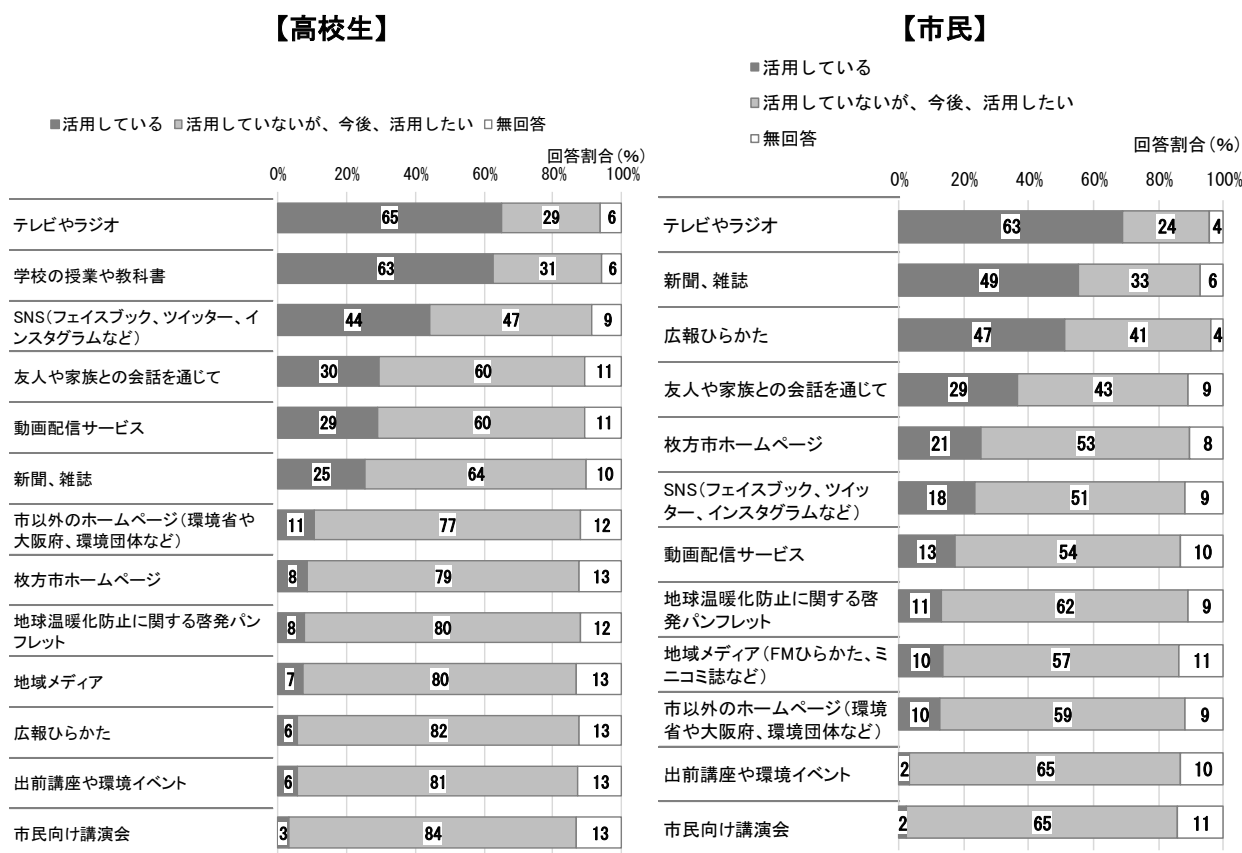 【高校生】
■活用している ■活用していないが、今後、活用したい □無回答
回答割合(%)
0% 20% 40% 60% 80% 100%
テレビやラジオ 65 29 6
学校の授業や教科書 63 31 6
SNS(フェイスブック、ツイッター、イ
ンスタグラムなど) 44 47 9
友人や家族との会話を通じて 30 60 11
動画配信サービス 29 60 11
新聞、雑誌 25 64 10
市以外のホームページ(環境省や
大阪府、環境団体など) 11 77 12
枚方市ホームページ 8 79 13
地球温暖化防止に関する啓発パン
フレット 8 80 12
地域メディア 7 80 13
広報ひらかた 6 82 13
出前講座や環境イベント 6 81 13
市民向け講演会 3 84 13
【市民】
■活用している
■活用していないが、今後、活用したい
□無回答
回答割合(%)
0% 20% 40% 60% 80% 100%
テレビやラジオ 63 24 4
新聞、雑誌 49 33 6
広報ひらかた 47 41 4
友人や家族との会話を通じて 29 43 9
枚方市ホームページ 21 53 8
SNS(フェイスブック、ツイッ
ター、インスタグラムなど) 18 51 9
動画配信サービス 13 54 10
地球温暖化防止に関する啓
発パンフレット 11 62 9
地域メディア(FMひらかた、ミ
ニコミ誌など) 10 57 11
市以外のホームページ(環境
省や大阪府、環境団体など) 10 59 9
出前講座や環境イベント 2 65 10
市民向け講演会 2 65 11